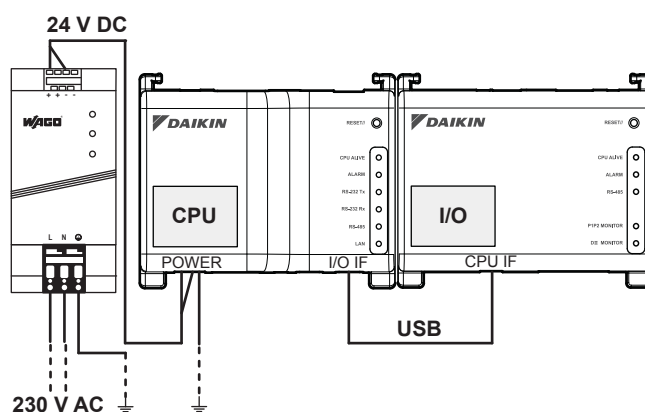 24 V DC
+ + - -
WAGO
L N
230 V AC
DAIKIN
RESET//
CPU ALIVE
ALARM
RS-232 Tx
RS-232 Rx
RS-485
LAN
CPU
POWER
I/O IF
DAIKIN
RESET//
CPU ALIVE
ALARM
RS-485
P1P2 MONITOR
DIII MONITOR
I/O
CPU IF
USB